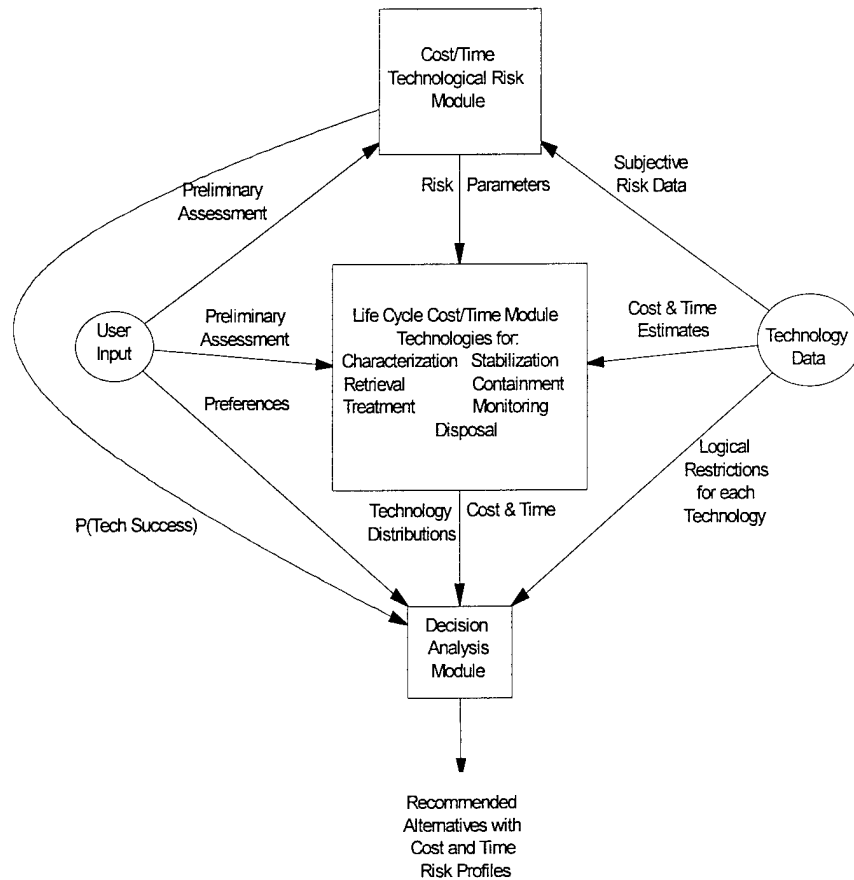 Cost/Time
Technological Risk
Module
Preliminary
Assessment
Risk Parameters
Subjective
Risk Data
User
Input
Preliminary
Assessment
Preferences
Life Cycle Cost/Time Module
Technologies for:
Characterization Stabilization
Retrieval Containment
Treatment Monitoring
Disposal
Cost & Time
Estimates
Technology
Data
Logical
Restrictions
for each
Technology
P(Tech Success)
Technology Cost & Time
Distributions
Decision
Analysis
Module
Recommended
Alternatives with
Cost and Time
Risk Profiles